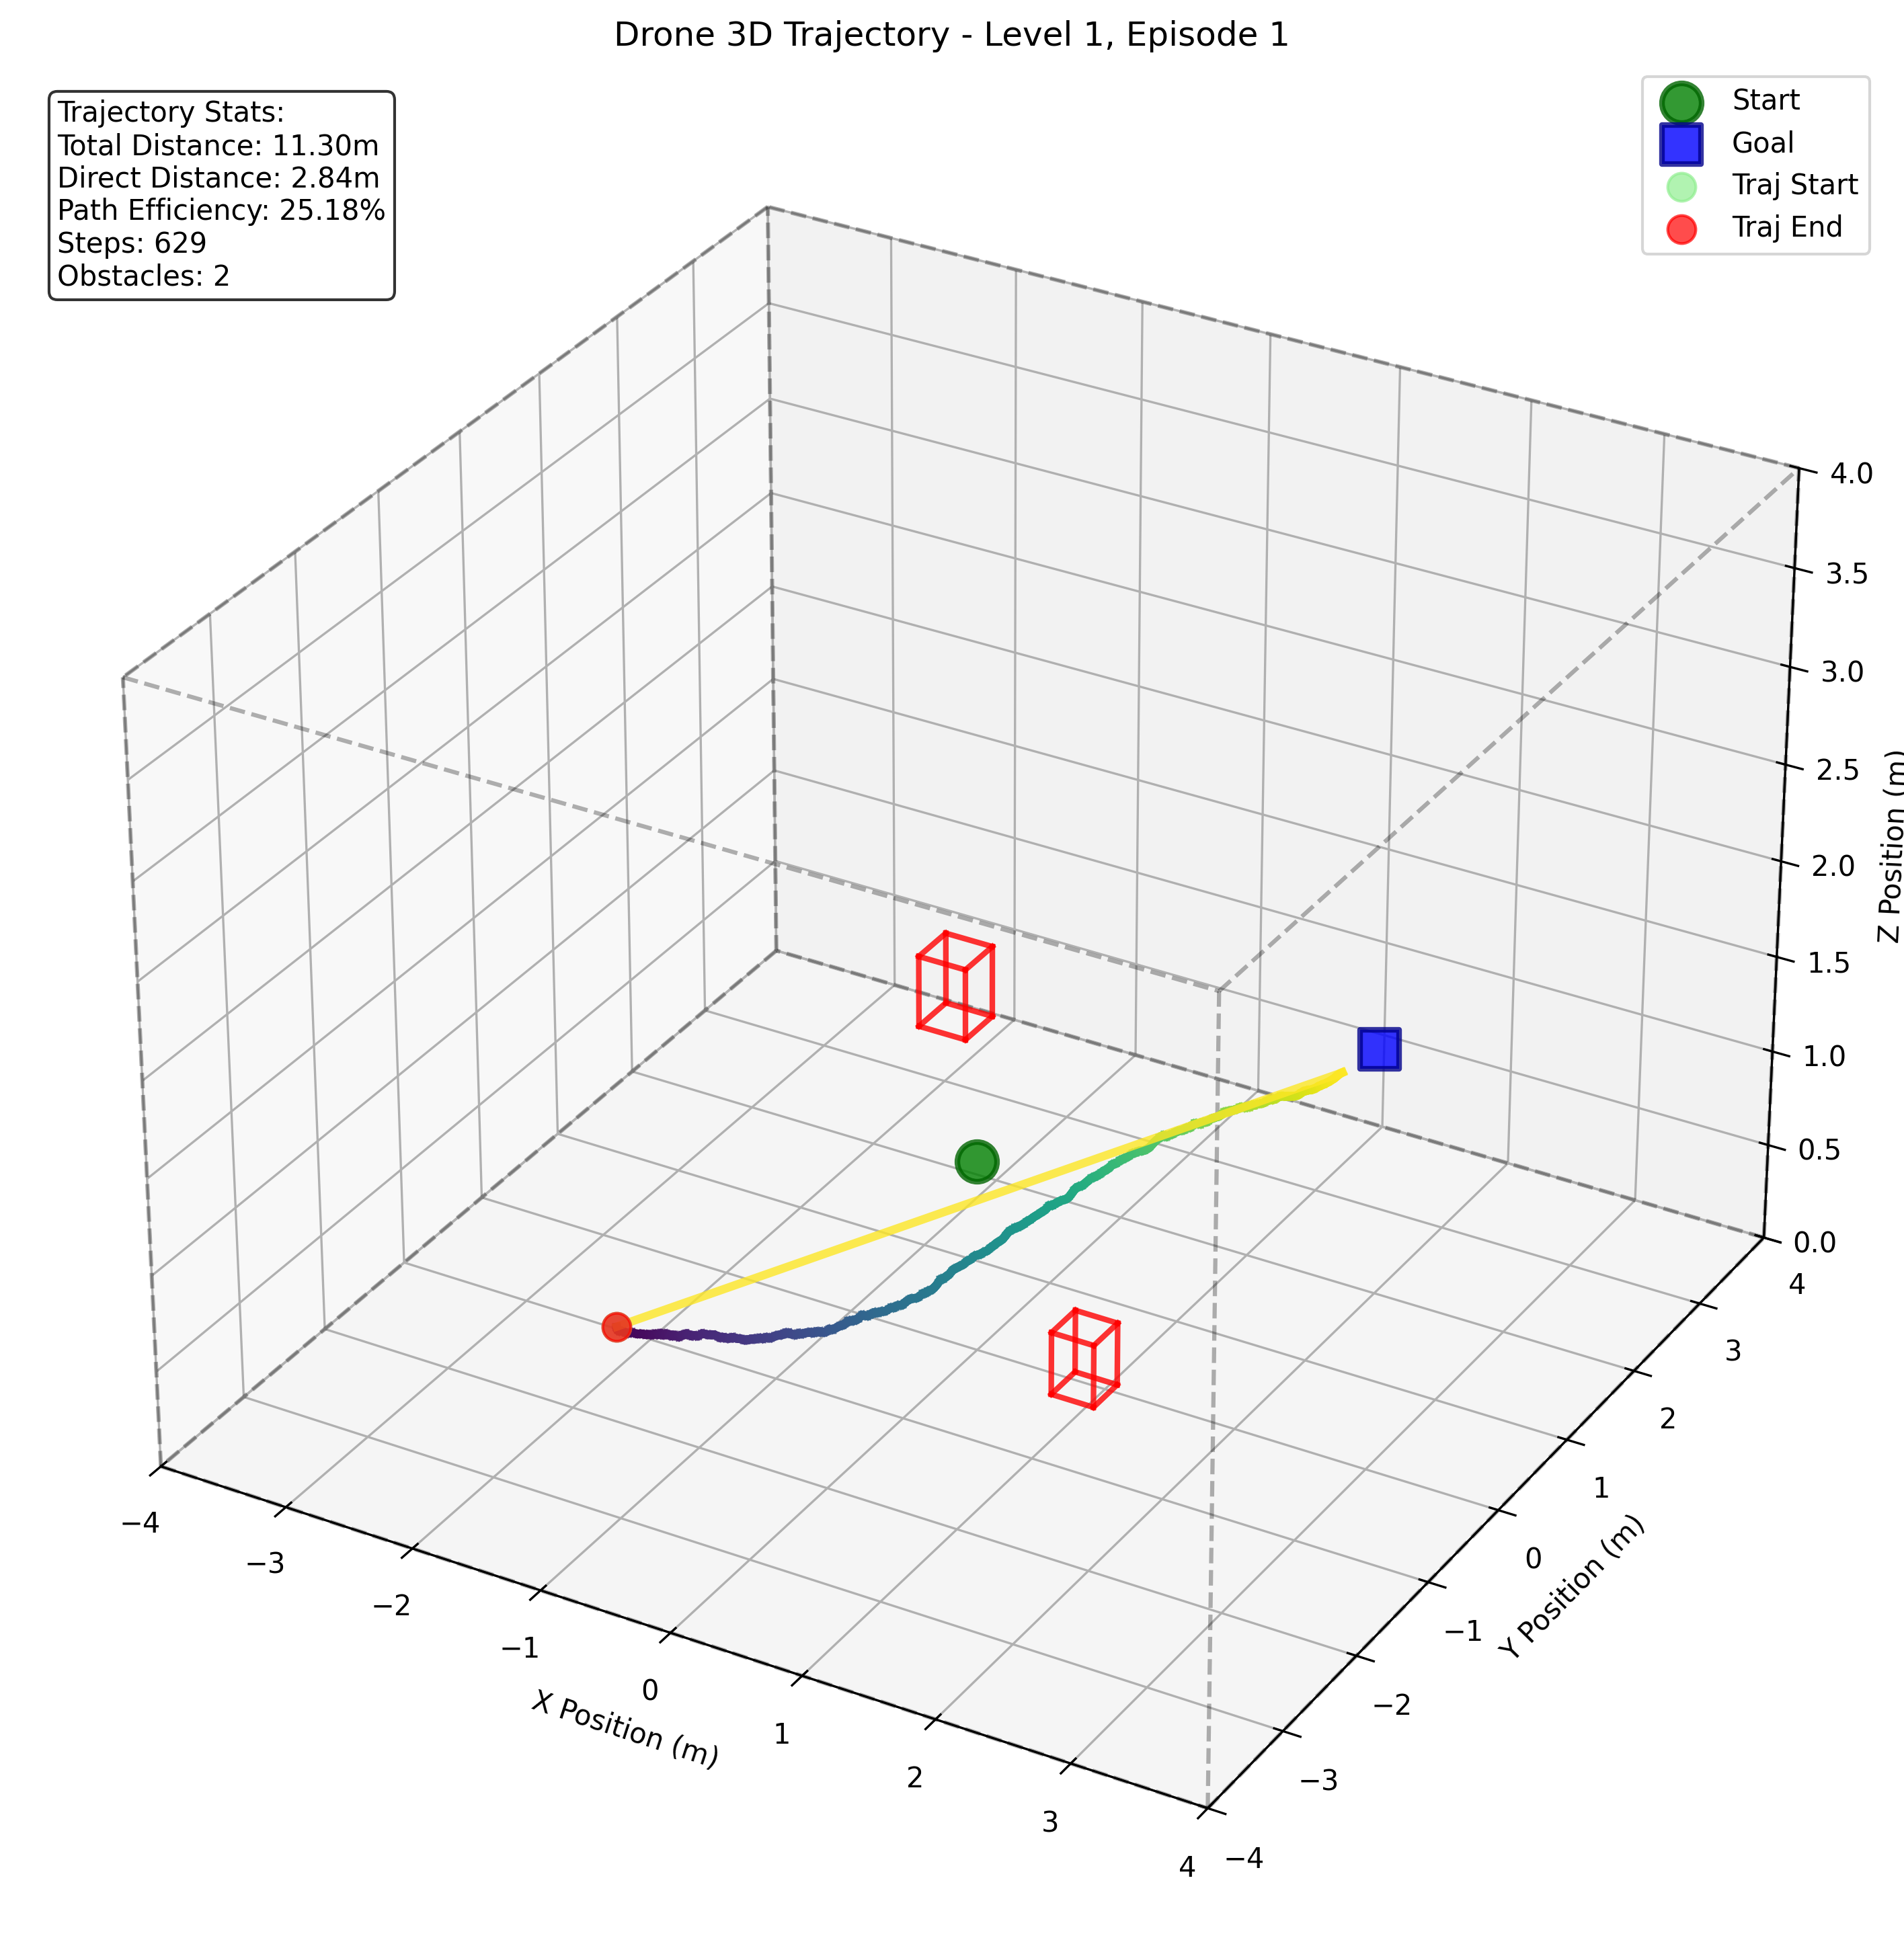 Drone 3D Trajectory - Level 1, Episode 1
Trajectory Stats:
Total Distance: 11.30m
Direct Distance: 2.84m
Path Efficiency: 25.18%
Steps: 629
Obstacles: 2
Start
Goal
Traj Start
Traj End
4.0
3.5
3.0
2.5
2.0
1.5
1.0
0.5
0.0
Z Position (m)
4
3
2
1
0
−1
−2
−3
−4
Y Position (m)
−4
−3
−2
−1
0
1
2
3
4
X Position (m)